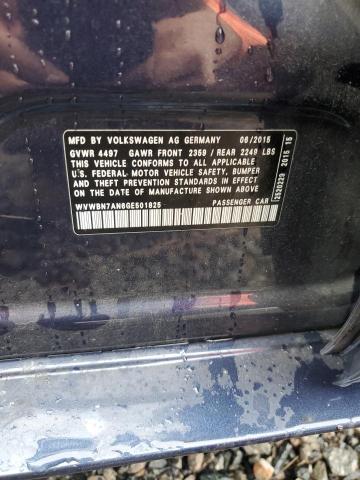 MFD BY VOLKSWAGEN AG GERMANY 06/2015
GVWR 4497 GAWR FRONT 2359 / REAR 2249 LBS
THIS VEHICLE CONFORMS TO ALL APPLICABLE
U.S. FEDERAL MOTOR VEHICLE SAFETY, BUMPER
AND THEFT PREVENTION STANDARDS IN EFFECT
ON THE DATE OF MANUFACTURE SHOWN ABOVE
WVWBN7AN6GE501825 PASSENGER CAR
2015 15